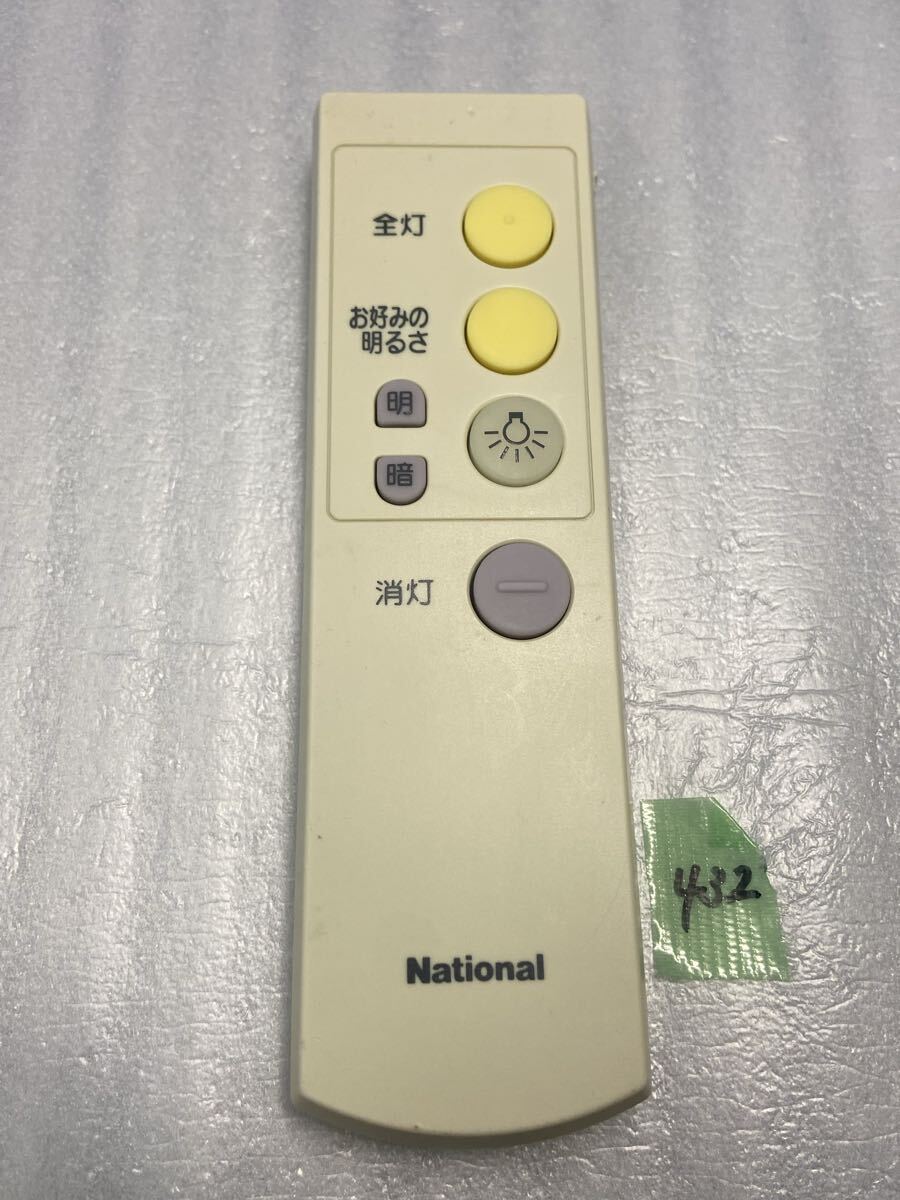 全灯
お好みの
明るさ
明
暗
消灯
National
432